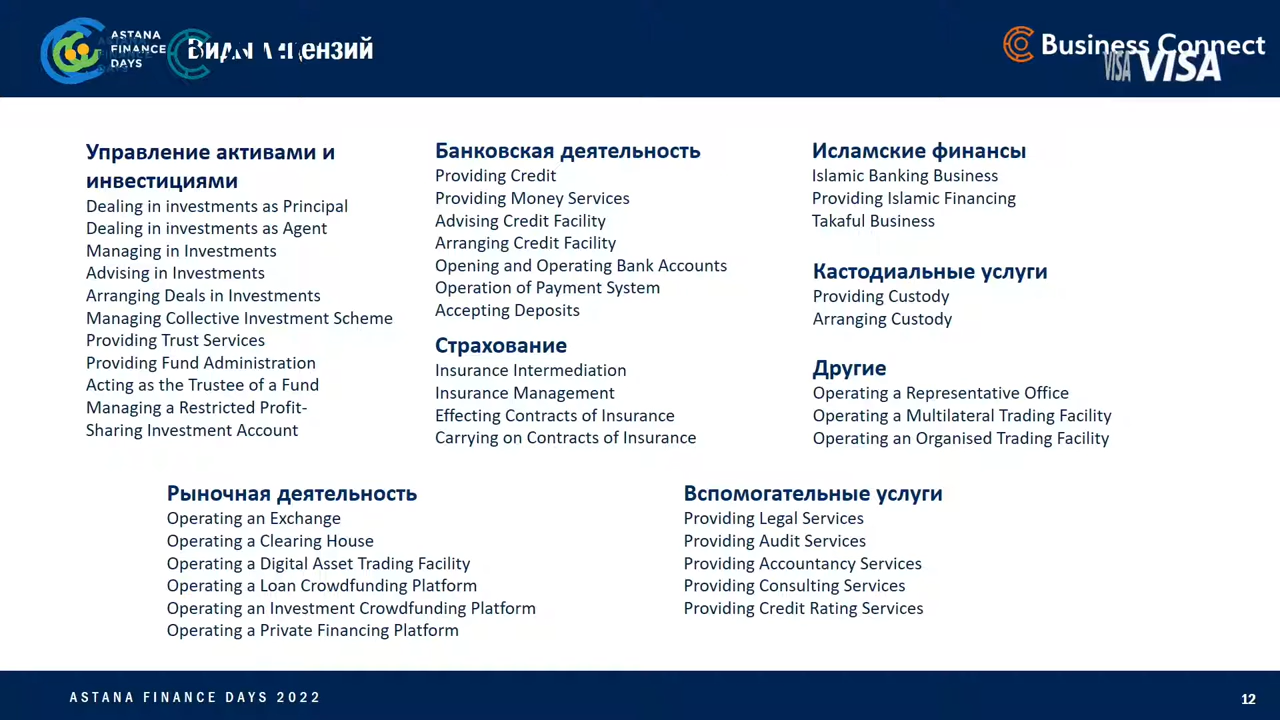 ASTANA
FINANCE
DAYS
Виды лицензий
Business Connect
VISA VISA
Управление активами и
инвестициями
Dealing in investments as Principal
Dealing in investments as Agent
Managing in Investments
Advising in Investments
Arranging Deals in Investments
Managing Collective Investment Scheme
Providing Trust Services
Providing Fund Administration
Acting as the Trustee of a Fund
Managing a Restricted Profit-
Sharing Investment Account
Банковская деятельность
Providing Credit
Providing Money Services
Advising Credit Facility
Arranging Credit Facility
Opening and Operating Bank Accounts
Operation of Payment System
Accepting Deposits
Страхование
Insurance Intermediation
Insurance Management
Effecting Contracts of Insurance
Carrying on Contracts of Insurance
Исламские финансы
Islamic Banking Business
Providing Islamic Financing
Takaful Business
Кастодиальные услуги
Providing Custody
Arranging Custody
Другие
Operating a Representative Office
Operating a Multilateral Trading Facility
Operating an Organised Trading Facility
Рыночная деятельность
Operating an Exchange
Operating a Clearing House
Operating a Digital Asset Trading Facility
Operating a Loan Crowdfunding Platform
Operating an Investment Crowdfunding Platform
Operating a Private Financing Platform
Вспомогательные услуги
Providing Legal Services
Providing Audit Services
Providing Accountancy Services
Providing Consulting Services
Providing Credit Rating Services
ASTANA FINANCE DAYS 2022
12